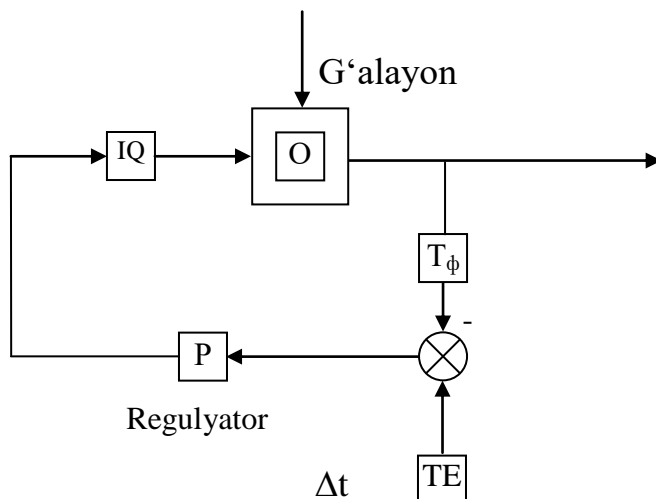 G‘alayon
IQ
O
Tф
-
P
Regulyator
Δt
TE